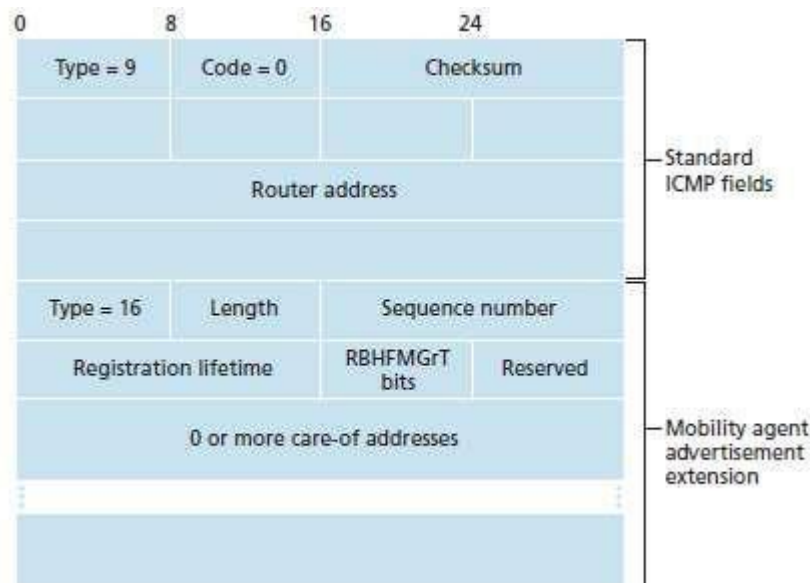 0 8 16 24
Type = 9 Code = 0 Checksum
Router address
Standard
ICMP fields
Type = 16 Length Sequence number
Registration lifetime RBHFMGrT
bits Reserved
0 or more care-of addresses
Mobility agent
advertisement
extension